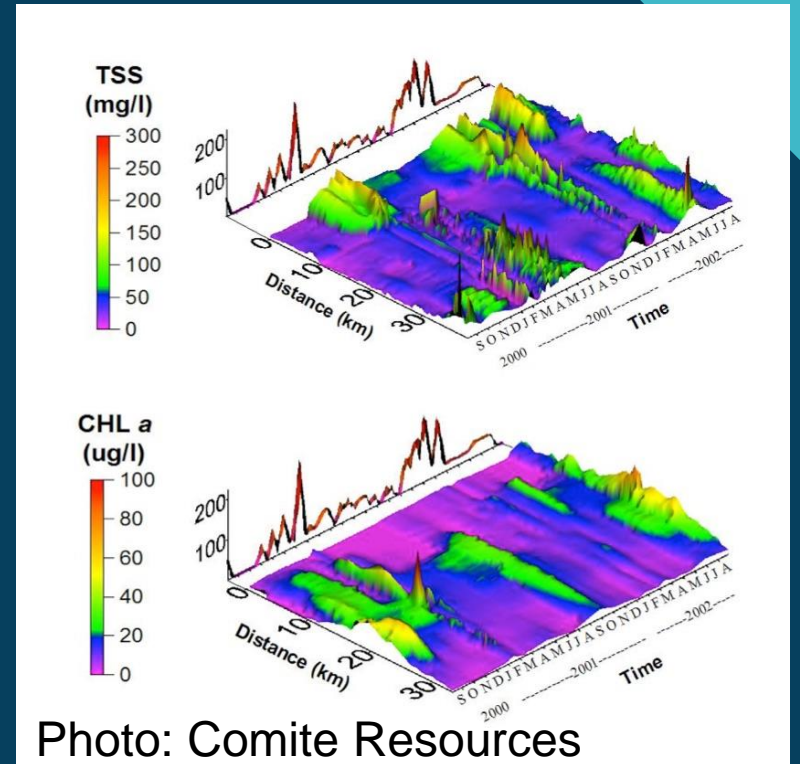 TSS
(mg/l)
300
250
200
150
100
50
0
200
100
0
10
20
30
Distance (km)
S O N D J F M A M J J A S O N D J F M A M J J A
2000 ---------2001--------- ------2002----
Time
CHL a
(ug/l)
100
80
60
40
20
0
200
100
0
10
20
30
Distance (km)
S O N D J F M A M J J A S O N D J F M A M J J A
2000 ---------2001--------- ------2002----
Time
Photo: Comite Resources